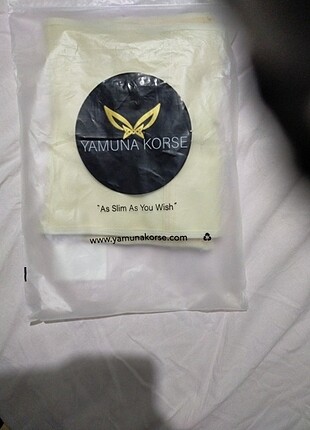 YAMUNA KORSE
"As Slim As You Wish"
www.yamunakorse.com